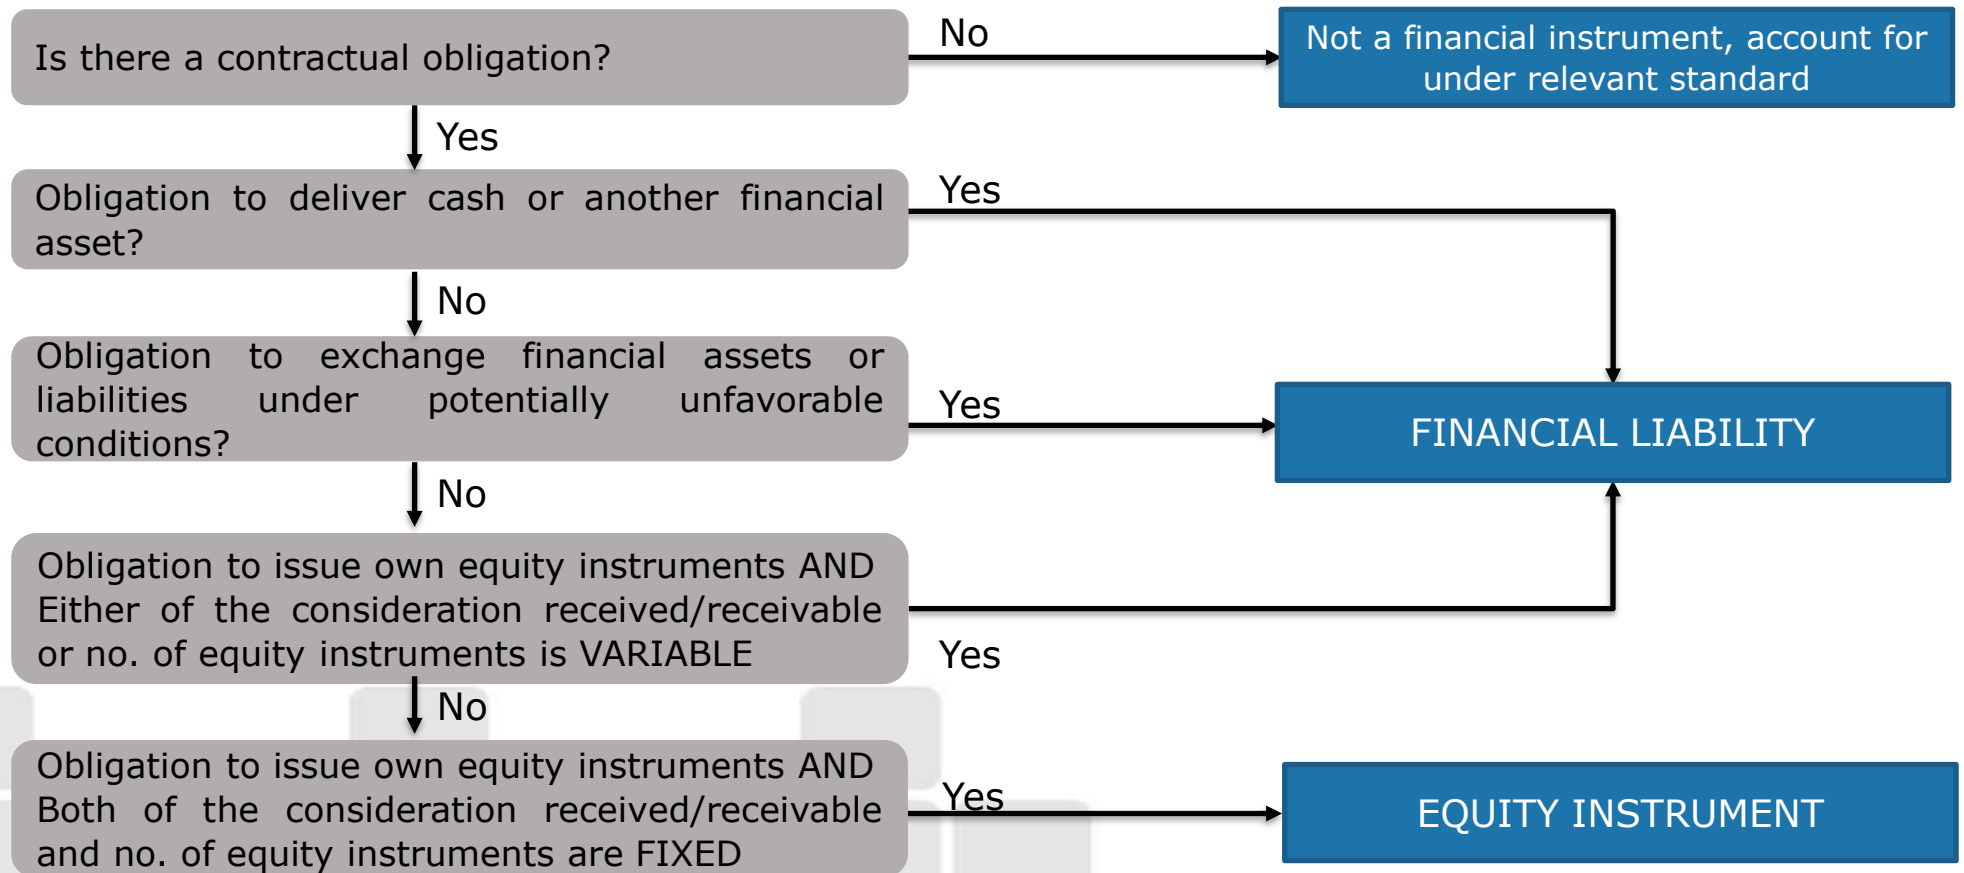 Is there a contractual obligation?
No
Not a financial instrument, account for
under relevant standard
Yes
Obligation to deliver cash or another financial
asset?
Yes
No
Obligation to exchange financial assets or
liabilities under potentially unfavorable
conditions?
Yes
FINANCIAL LIABILITY
No
Obligation to issue own equity instruments AND
Either of the consideration received/receivable
or no. of equity instruments is VARIABLE
Yes
No
Obligation to issue own equity instruments AND
Both of the consideration received/receivable
and no. of equity instruments are FIXED
Yes
EQUITY INSTRUMENT